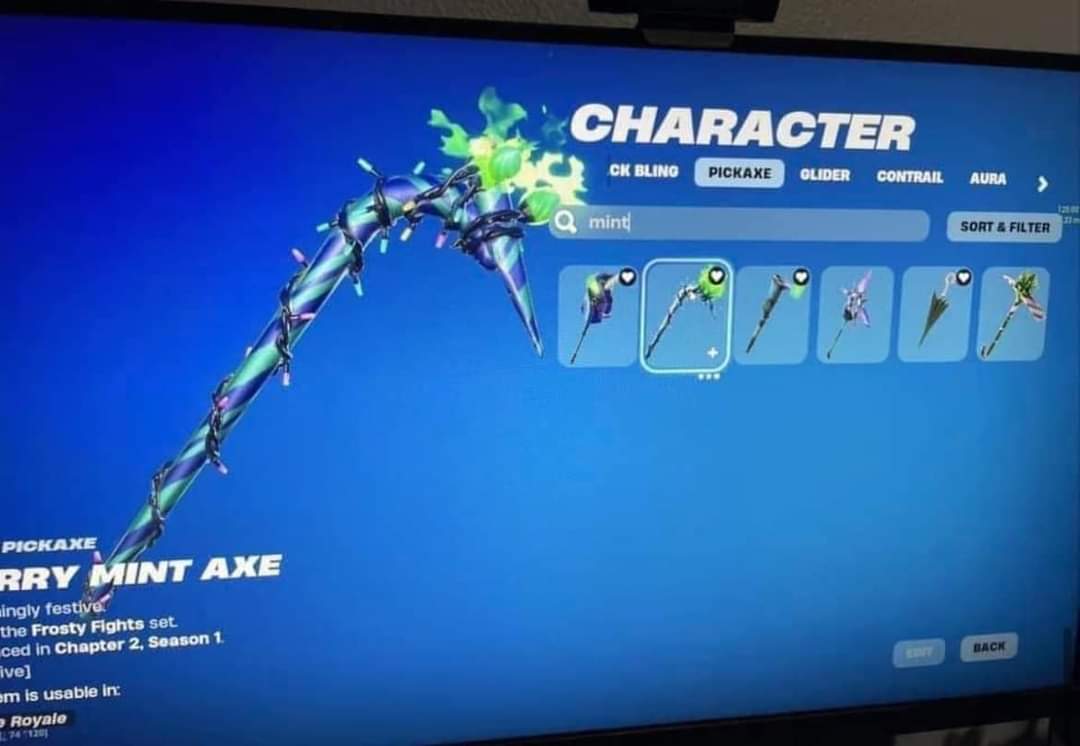 CHARACTER
CK BLING PICKAXE GLIDER CONTRAIL AURA
mint
SORT & FILTER
PICKAXE
RRY MINT AXE
ingly festive.
the Frosty Fights set.
ced in Chapter 2, Season 1.
ive]
em is usable in:
e Royale
EDIT
BACK